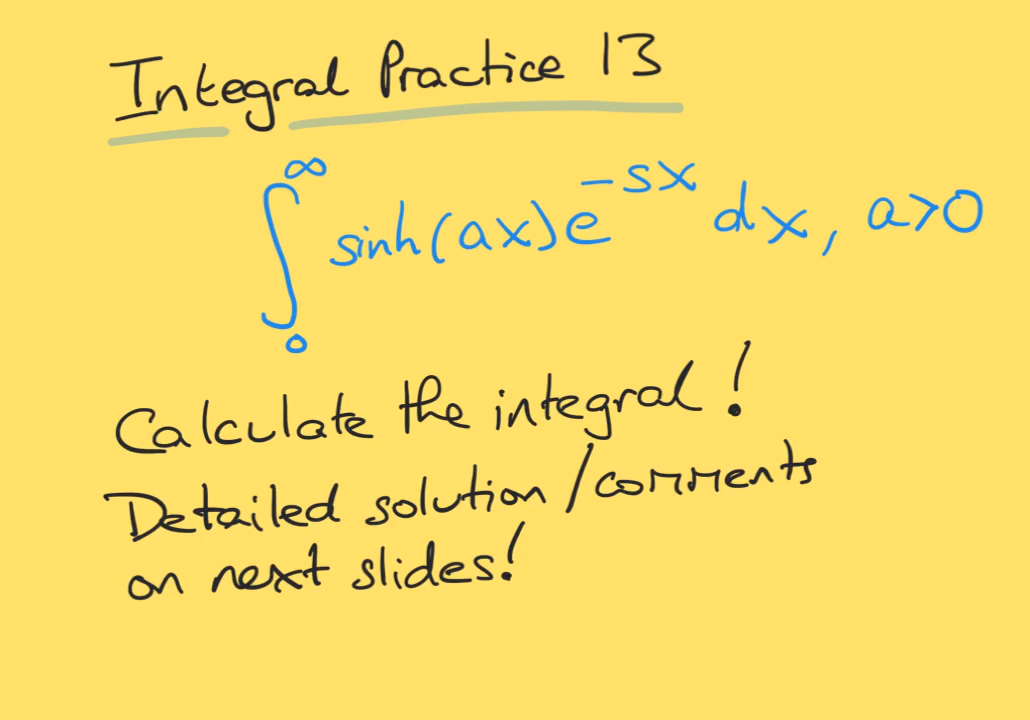 Integral Practice 13
∫₀^∞ sinh(ax)e^{-sx} dx, a>0
Calculate the integral!
Detailed solution/comments
on next slides!